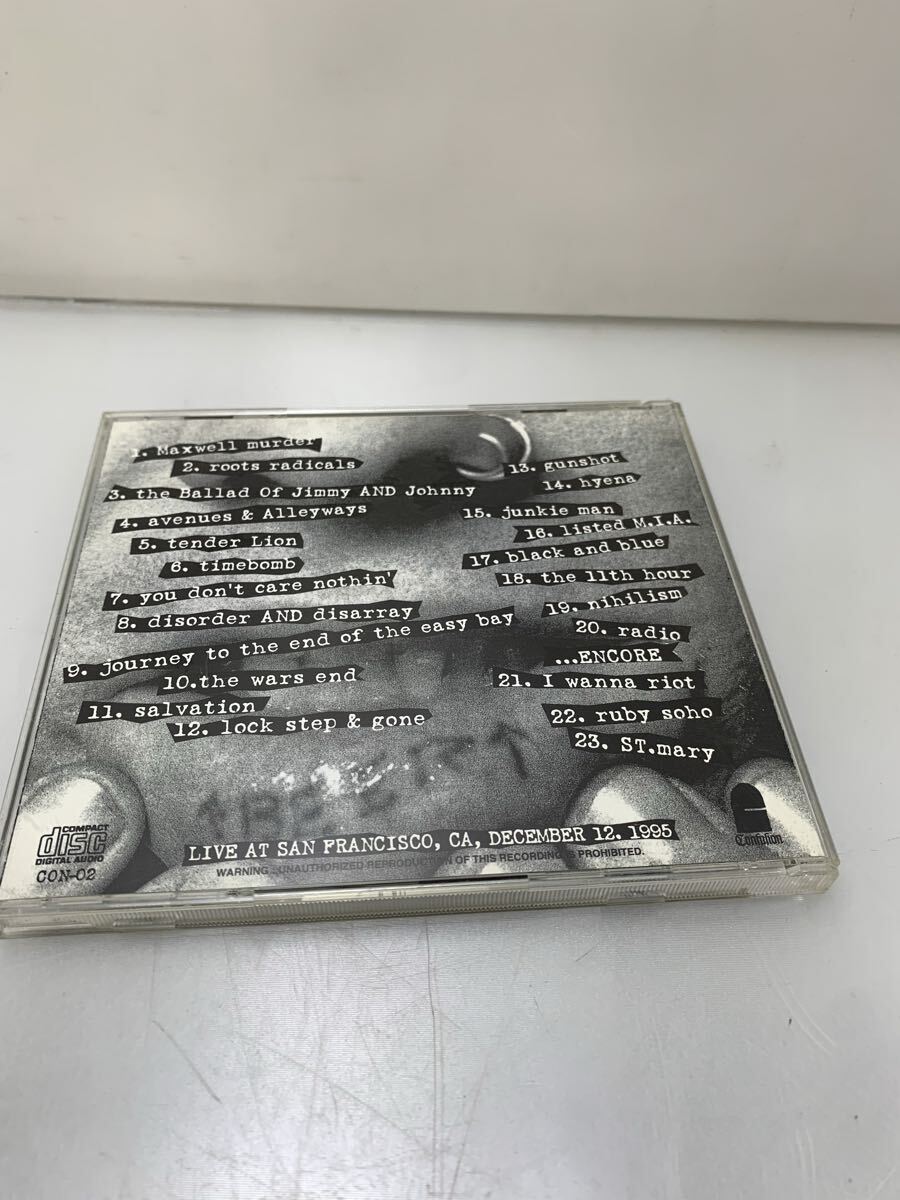 1. Maxwell murder
2. roots radicals
3. the Ballad Of Jimmy AND Johnny
4. avenues & Alleyways
5. tender Lion
6. timebomb
7. you don't care nothin'
8. disorder AND disarray
9. journey to the end of the easy bay
10.the wars end
11. salvation
12. lock step & gone
13. gunshot
14. hyena
15. junkie man
16. listed M.I.A.
17. black and blue
18. the 11th hour
19. nihilism
20. radio
...ENCORE
21. I wanna riot
22. ruby soho
23. ST.mary
COMPACT
disc
DIGITAL AUDIO
CON-02
LIVE AT SAN FRANCISCO, CA, DECEMBER 12. 1995
WARNING : UNAUTHORIZED REPRODUCTION OF THIS RECORDING IS PROHIBITED.
Confusion